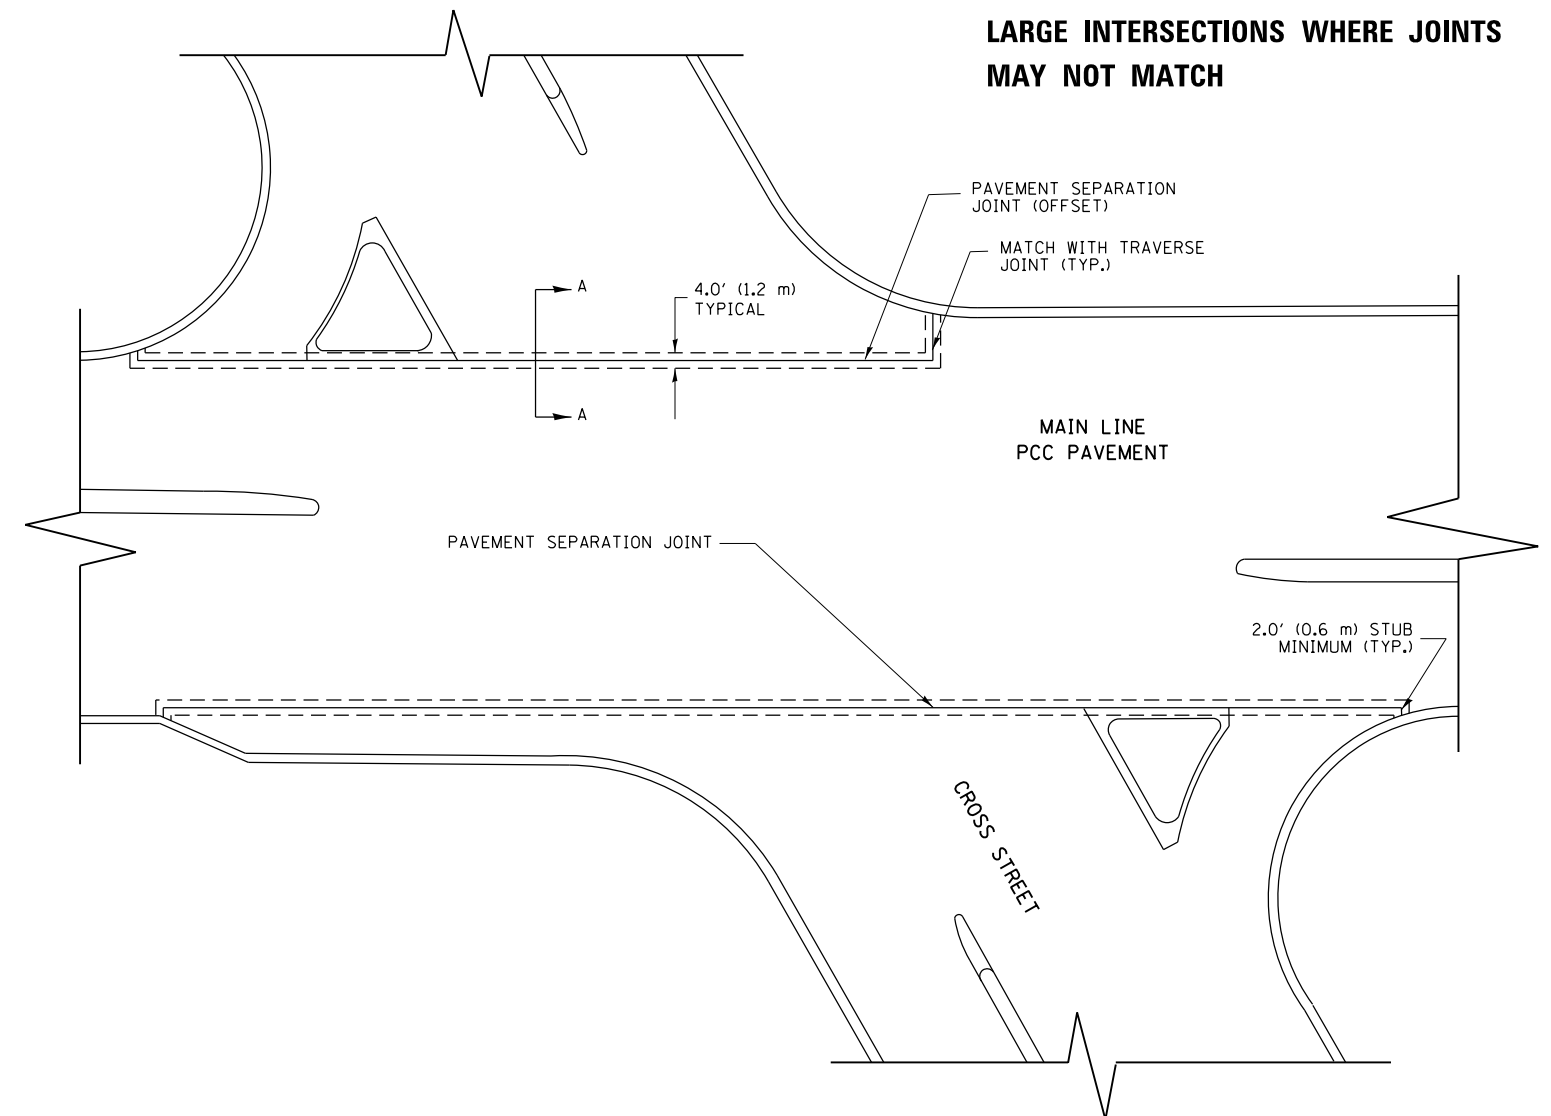 LARGE INTERSECTIONS WHERE JOINTS
MAY NOT MATCH
PAVEMENT SEPARATION
JOINT (OFFSET)
MATCH WITH TRAVERSE
JOINT (TYP.)
A
4.0' (1.2 m)
TYPICAL
A
MAIN LINE
PCC PAVEMENT
PAVEMENT SEPARATION JOINT
2.0' (0.6 m) STUB
MINIMUM (TYP.)
CROSS STREET